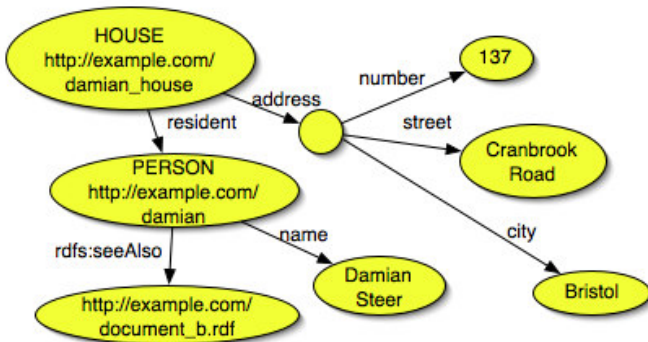 HOUSE
http://example.com/
damian_house
137
number
address
street
resident
Cranbrook
Road
PERSON
http://example.com/
damian
city
name
rdfs:seeAlso
Damian
Steer
Bristol
http://example.com/
document_b.rdf